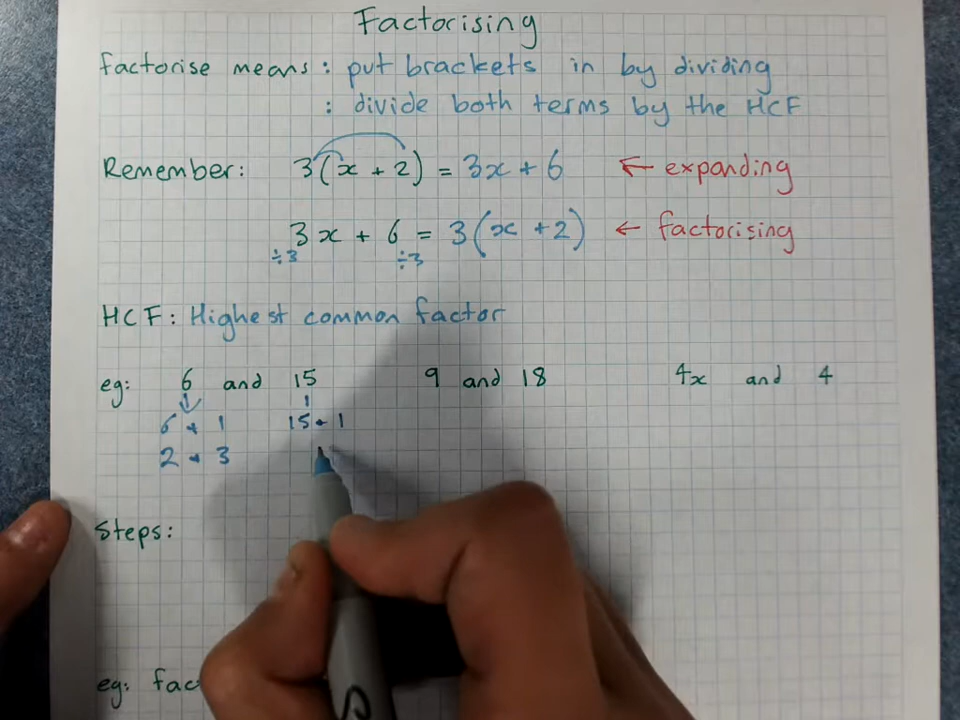 Factorising
factorise means: put brackets in by dividing
: divide both terms by the HCF
Remember: 3(x + 2) = 3x + 6 ← expanding
3x + 6 = 3(x + 2) ← factorising
÷3 ÷3
HCF: Highest common factor
eg: 6 and 15 9 and 18 4x and 4
6 + 1 15 + 1
2 + 3
Steps:
eg: fac